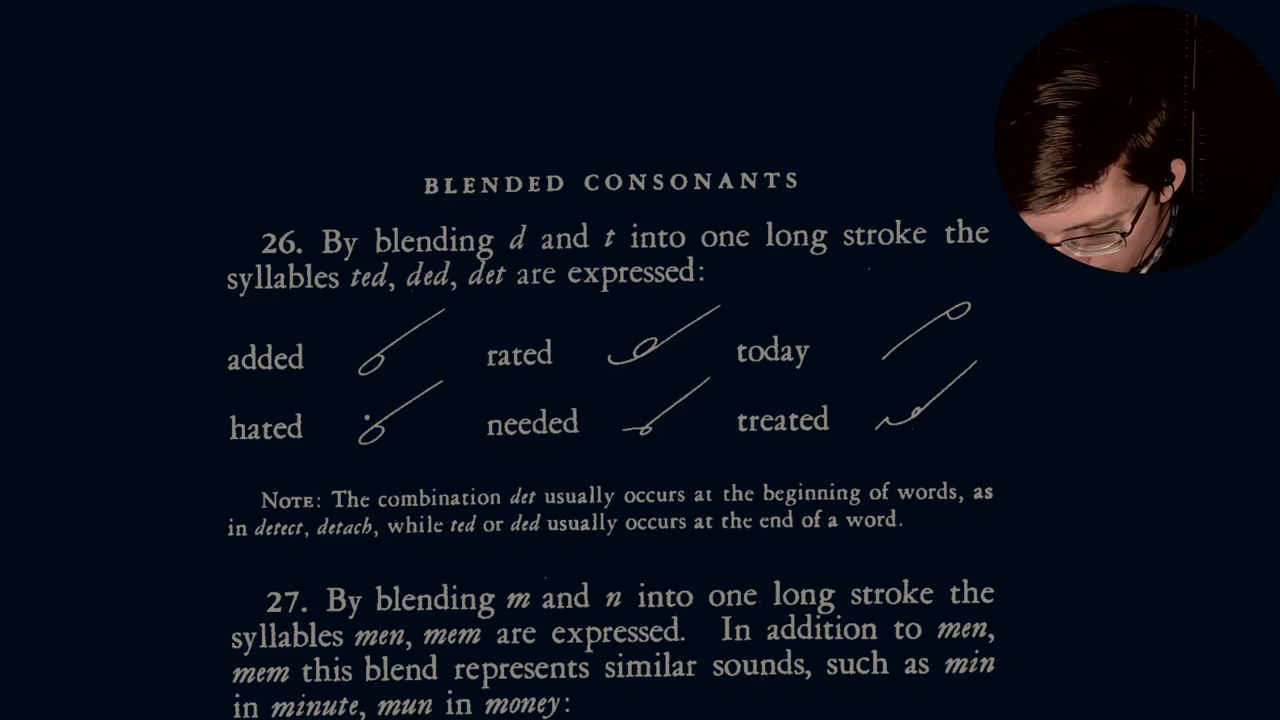 BLENDED CONSONANTS
26. By blending d and t into one long stroke the
syllables ted, ded, det are expressed:
added rated today
hated needed treated
NOTE: The combination det usually occurs at the beginning of words, as
in detect, detach, while ted or ded usually occurs at the end of a word.
27. By blending m and n into one long stroke the
syllables men, mem are expressed. In addition to men,
mem this blend represents similar sounds, such as min
in minute, mun in money: